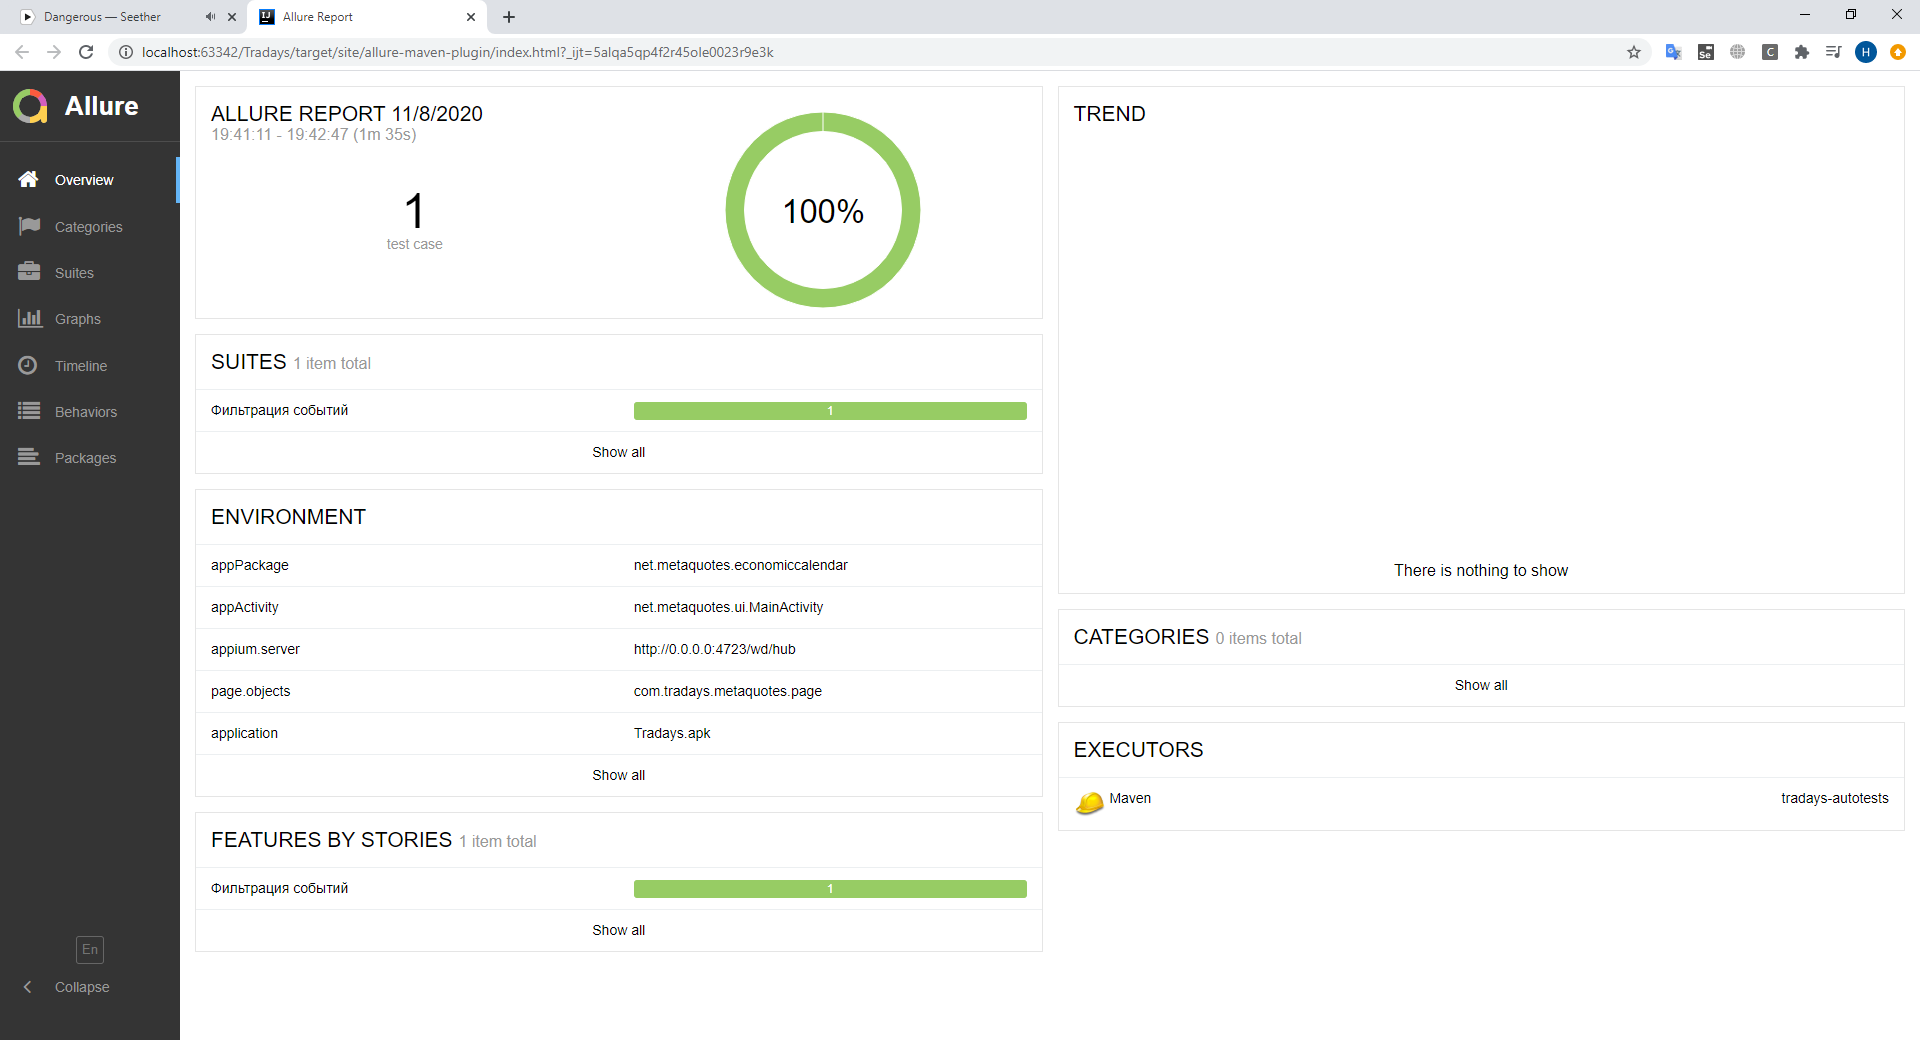 Dangerous — Seether
Allure Report
localhost:63342/Tradays/target/site/allure-maven-plugin/index.html?_ijt=5alqa5qp4f2r45ole0023r9e3k
Se
C
H
Allure
Overview
Categories
Suites
Graphs
Timeline
Behaviors
Packages
En
Collapse
ALLURE REPORT 11/8/2020
19:41:11 - 19:42:47 (1m 35s)
1
test case
100%
SUITES 1 item total
Фильтрация событий 1
Show all
ENVIRONMENT
appPackage net.metaquotes.economiccalendar
appActivity net.metaquotes.ui.MainActivity
appium.server http://0.0.0.0:4723/wd/hub
page.objects com.tradays.metaquotes.page
application Tradays.apk
Show all
FEATURES BY STORIES 1 item total
Фильтрация событий 1
Show all
TREND
There is nothing to show
CATEGORIES 0 items total
Show all
EXECUTORS
Maven tradays-autotests